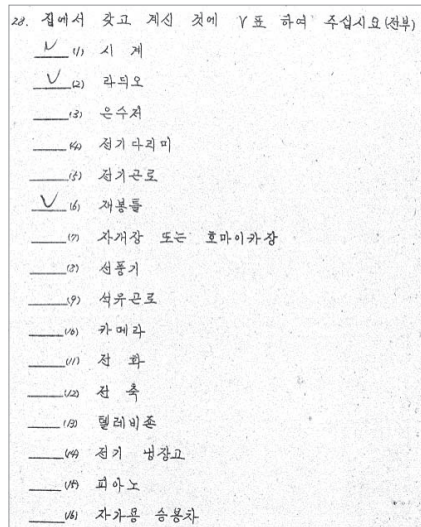 28. 집에서 갖고 계신 것에 V표 하여 주십시요(전부)
V (1) 시계
V (2) 라듸오
(3) 은수저
(4) 전기다리미
(5) 전기곤로
V (6) 재봉틀
(7) 자개장 또는 호마이카장
(8) 선풍기
(9) 석유곤로
(10) 카메라
(11) 전화
(12) 전축
(13) 텔레비죤
(14) 전기 냉장고
(15) 피아노
(16) 자가용 승용차